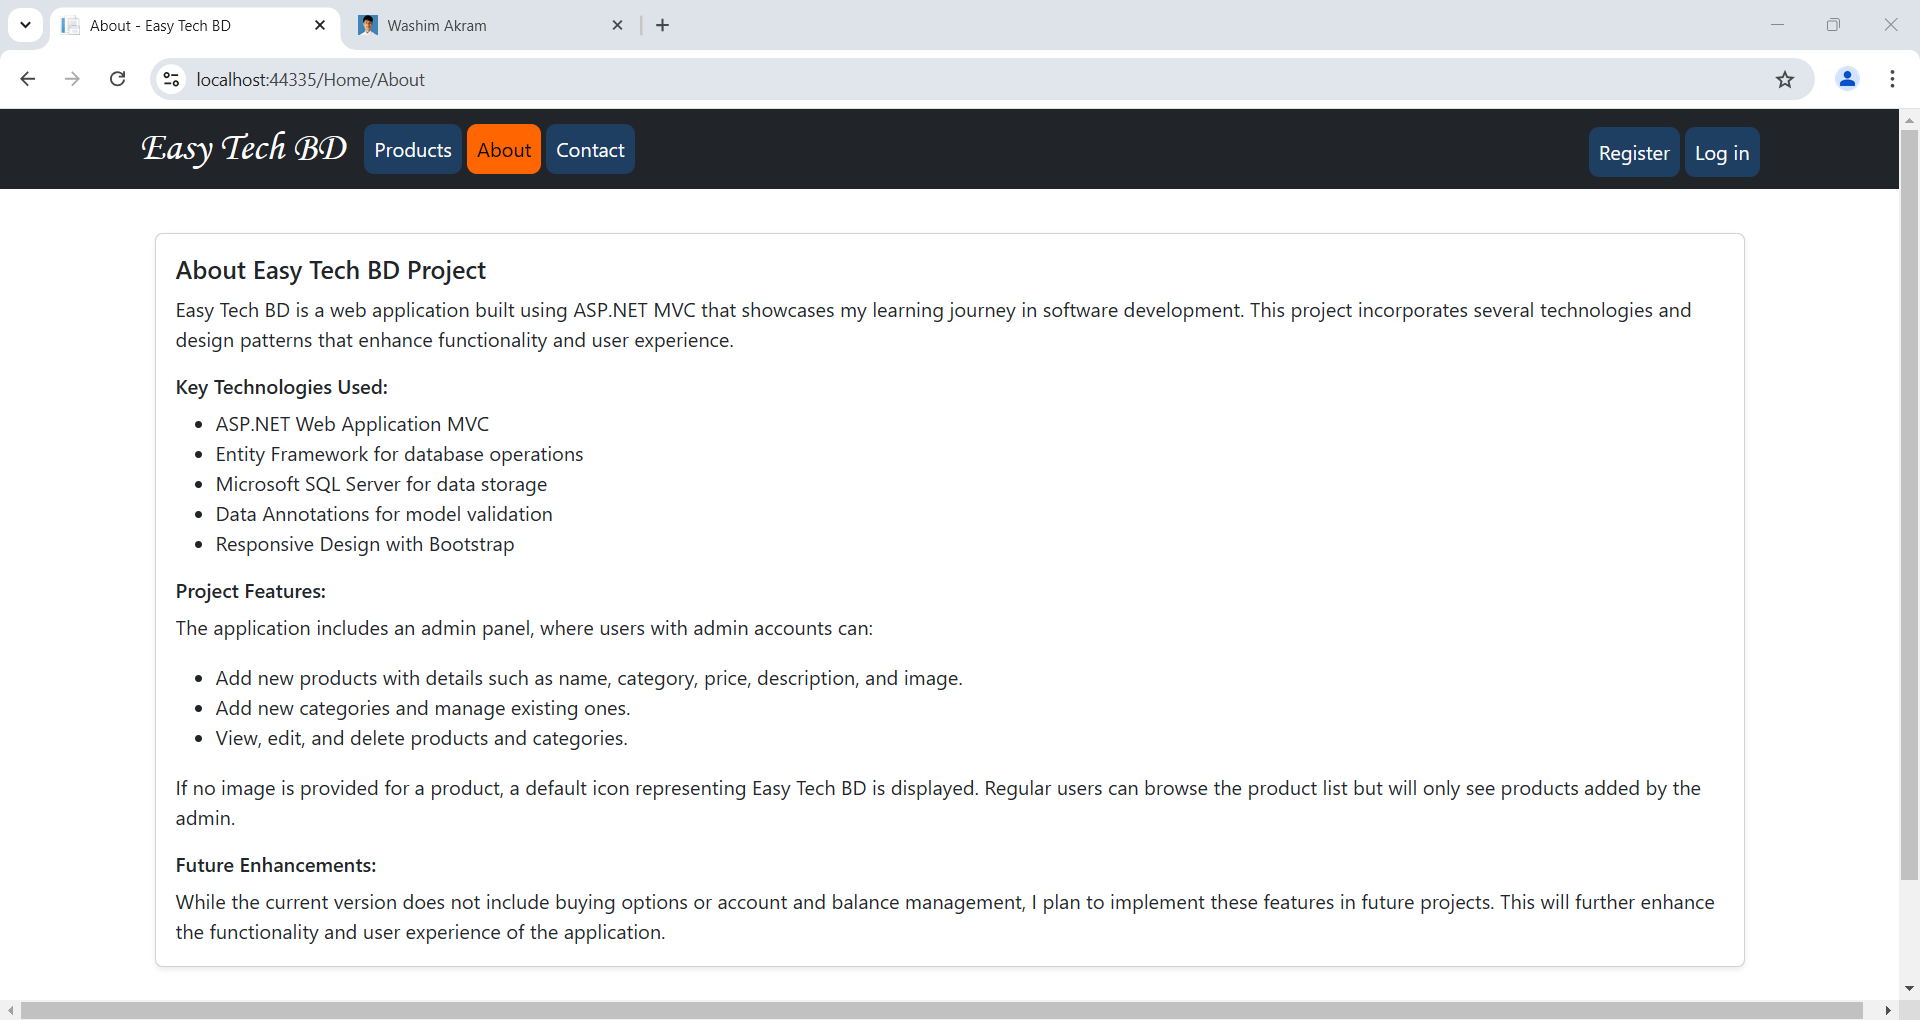 About - Easy Tech BD
Washim Akram
localhost:44335/Home/About
Easy Tech BD Products About Contact Register Log in
About Easy Tech BD Project
Easy Tech BD is a web application built using ASP.NET MVC that showcases my learning journey in software development. This project incorporates several technologies and
design patterns that enhance functionality and user experience.
Key Technologies Used:
• ASP.NET Web Application MVC
• Entity Framework for database operations
• Microsoft SQL Server for data storage
• Data Annotations for model validation
• Responsive Design with Bootstrap
Project Features:
The application includes an admin panel, where users with admin accounts can:
• Add new products with details such as name, category, price, description, and image.
• Add new categories and manage existing ones.
• View, edit, and delete products and categories.
If no image is provided for a product, a default icon representing Easy Tech BD is displayed. Regular users can browse the product list but will only see products added by the
admin.
Future Enhancements:
While the current version does not include buying options or account and balance management, I plan to implement these features in future projects. This will further enhance
the functionality and user experience of the application.